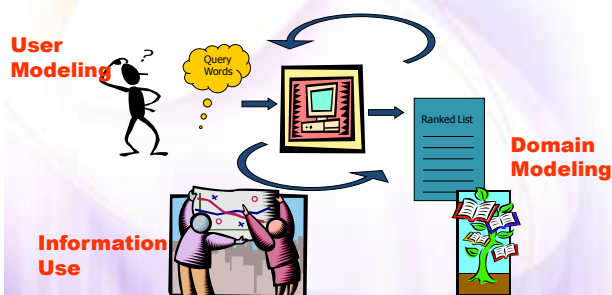 User
Modeling
?
Query
Words
Ranked List
Domain
Modeling
Information
Use